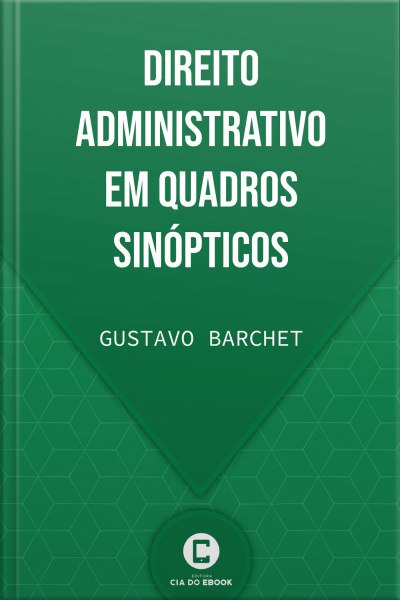 DIREITO
ADMINISTRATIVO
EM QUADROS
SINÓPTICOS
GUSTAVO BARCHET
EDITORA
CIA DO EBOOK